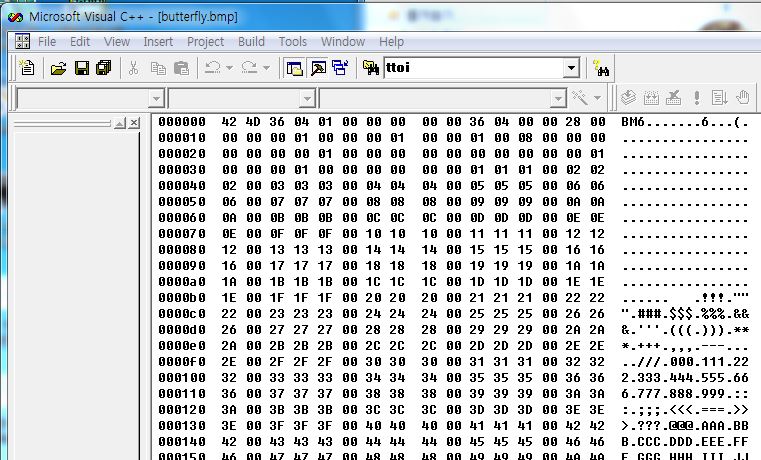 Microsoft Visual C++ - [butterfly.bmp]
File Edit View Insert Project Build Tools Window Help
ttoi
000000 42 4D 36 04 01 00 00 00 00 00 36 04 00 00 28 00 BM6.......6...(.
000010 00 00 00 01 00 00 00 01 00 00 01 00 08 00 00 00 ................
000020 00 00 00 00 01 00 00 00 00 00 00 00 00 00 00 01 ................
000030 00 00 00 01 00 00 00 00 00 00 01 01 01 00 02 02 ................
000040 02 00 03 03 03 00 04 04 04 00 05 05 05 00 06 06 ................
000050 06 00 07 07 07 00 08 08 08 00 09 09 09 00 0A 0A ................
000060 0A 00 0B 0B 0B 00 0C 0C 0C 00 0D 0D 0D 00 0E 0E ................
000070 0E 00 0F 0F 0F 00 10 10 10 00 11 11 11 00 12 12 ................
000080 12 00 13 13 13 00 14 14 14 00 15 15 15 00 16 16 ................
000090 16 00 17 17 17 00 18 18 18 00 19 19 19 00 1A 1A ................
0000a0 1A 00 1B 1B 1B 00 1C 1C 1C 00 1D 1D 1D 00 1E 1E ................
0000b0 1E 00 1F 1F 1F 00 20 20 20 00 21 21 21 00 22 22 ......   .!!!.""
0000c0 22 00 23 23 23 00 24 24 24 00 25 25 25 00 26 26 ".###.$$$.%%%.&&
0000d0 26 00 27 27 27 00 28 28 28 00 29 29 29 00 2A 2A &.'''.(((.))).**
0000e0 2A 00 2B 2B 2B 00 2C 2C 2C 00 2D 2D 2D 00 2E 2E *.+++.,,,.---...
0000f0 2E 00 2F 2F 2F 00 30 30 30 00 31 31 31 00 32 32 ..///.000.111.22
000100 32 00 33 33 33 00 34 34 34 00 35 35 35 00 36 36 2.333.444.555.66
000110 36 00 37 37 37 00 38 38 38 00 39 39 39 00 3A 3A 6.777.888.999.::
000120 3A 00 3B 3B 3B 00 3C 3C 3C 00 3D 3D 3D 00 3E 3E :.;;;.<<<.===.>>
000130 3E 00 3F 3F 3F 00 40 40 40 00 41 41 41 00 42 42 >.???.@@@.AAA.BB
000140 42 00 43 43 43 00 44 44 44 00 45 45 45 00 46 46 B.CCC.DDD.EEE.FF
000150 46 00 47 47 47 00 48 48 48 00 49 49 49 00 4A 4A F.GGG.HHH.III.JJ